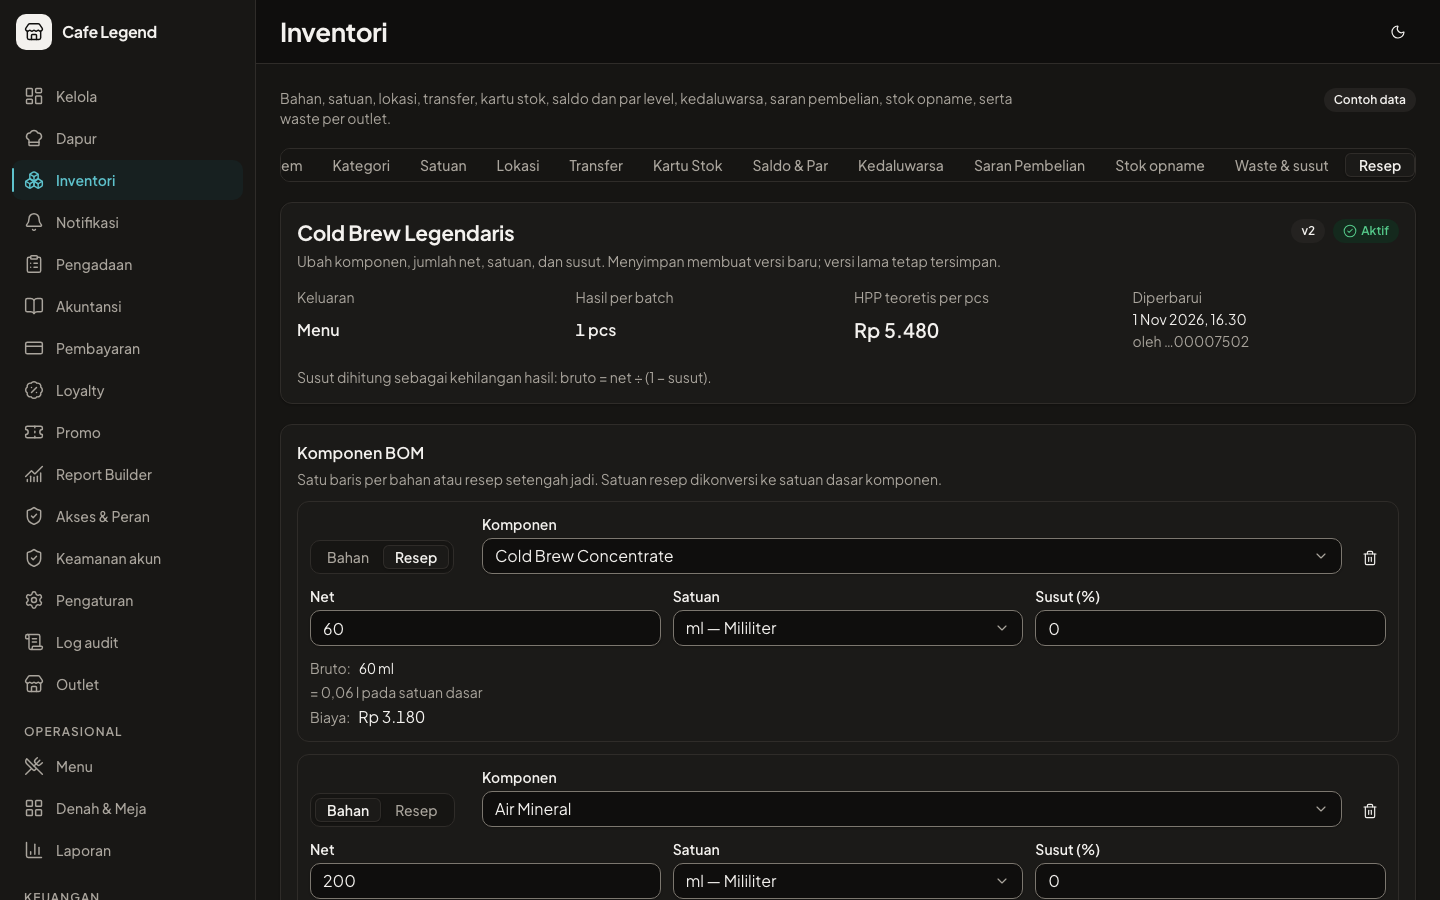 Cafe Legend
Inventori
Kelola
Dapur
Inventori
Notifikasi
Pengadaan
Akuntansi
Pembayaran
Loyalty
Promo
Report Builder
Akses & Peran
Keamanan akun
Pengaturan
Log audit
Outlet
OPERASIONAL
Menu
Denah & Meja
Laporan
KEUANGAN
Bahan, satuan, lokasi, transfer, kartu stok, saldo dan par level, kedaluwarsa, saran pembelian, stok opname, serta
waste per outlet.
Contoh data
em Kategori Satuan Lokasi Transfer Kartu Stok Saldo & Par Kedaluwarsa Saran Pembelian Stok opname Waste & susut Resep
Cold Brew Legendaris
v2 Aktif
Ubah komponen, jumlah net, satuan, dan susut. Menyimpan membuat versi baru; versi lama tetap tersimpan.
Keluaran
Menu
Hasil per batch
1 pcs
HPP teoretis per pcs
Rp 5.480
Diperbarui
1 Nov 2026, 16.30
oleh …00007502
Susut dihitung sebagai kehilangan hasil: bruto = net ÷ (1 − susut).
Komponen BOM
Satu baris per bahan atau resep setengah jadi. Satuan resep dikonversi ke satuan dasar komponen.
Komponen
Bahan Resep Cold Brew Concentrate
Net Satuan Susut (%)
60 ml — Mililiter 0
Bruto: 60 ml
= 0,06 l pada satuan dasar
Biaya: Rp 3.180
Komponen
Bahan Resep Air Mineral
Net Satuan Susut (%)
200 ml — Mililiter 0